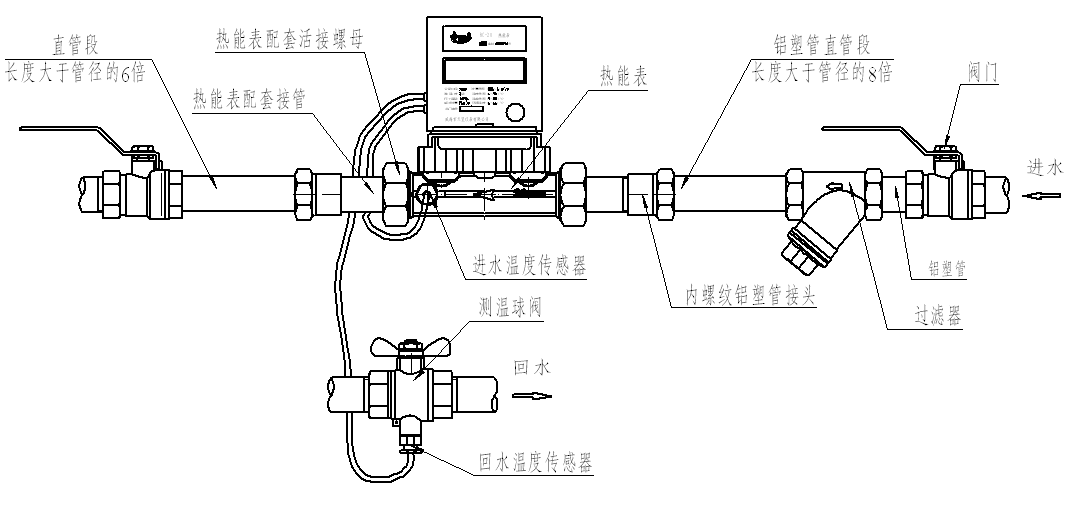 直管段
长度大于管径的6倍
热能表配套活接螺母
热能表配套接管
热能表
铝塑管直管段
长度大于管径的8倍
阀门
进水
进水温度传感器
测温球阀
内螺纹铝塑管接头
铝塑管
过滤器
回水
回水温度传感器